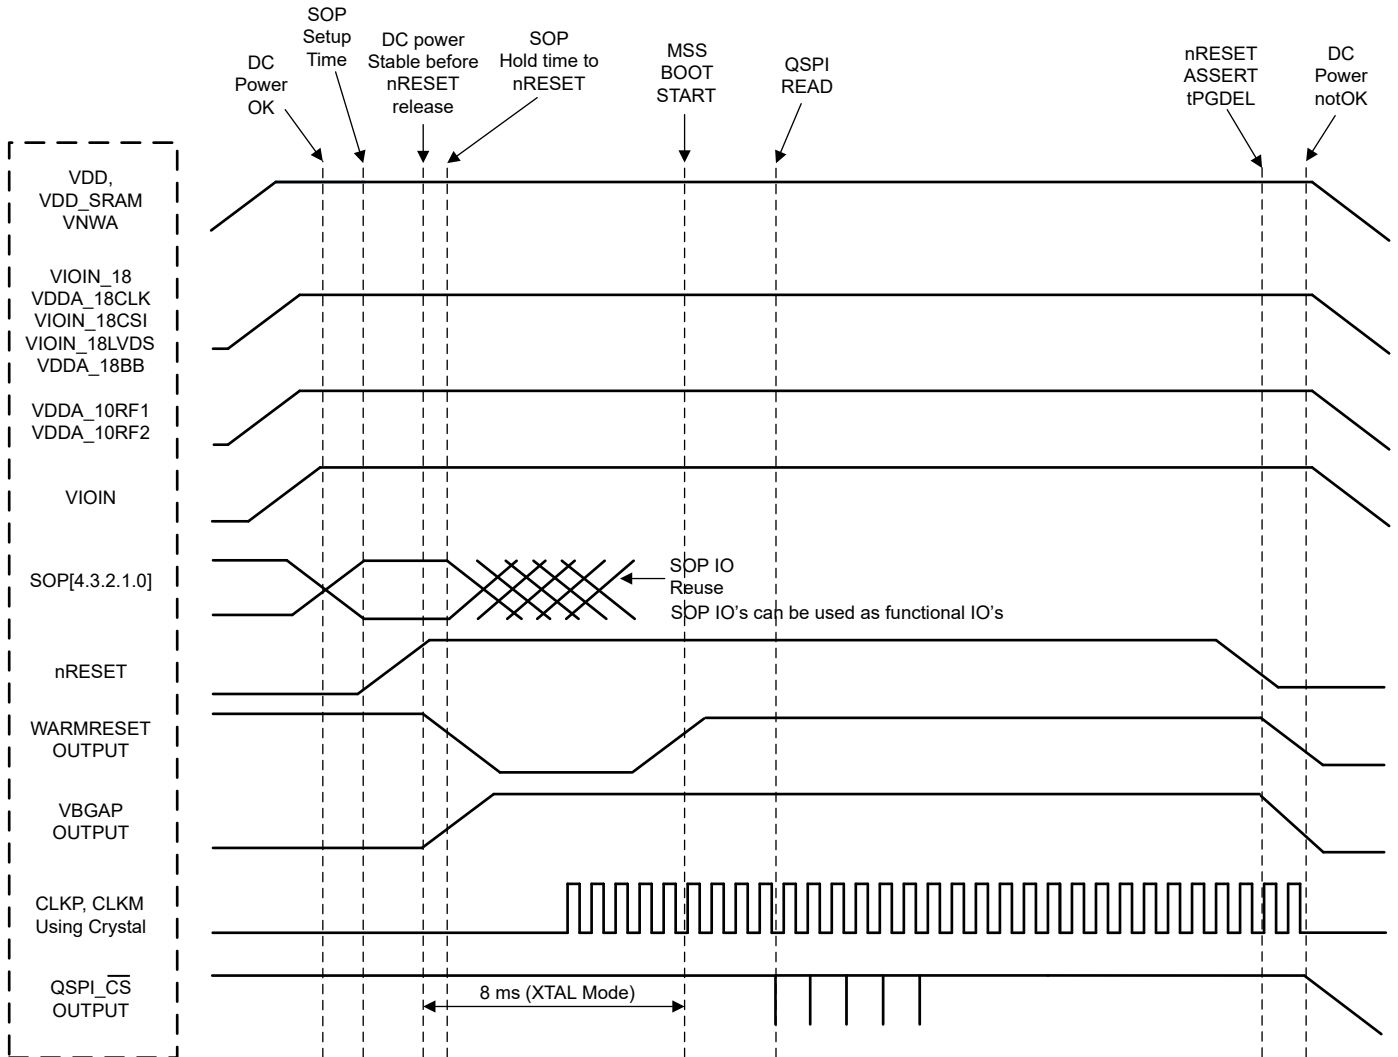 SOP
Setup
Time
DC
Power
OK
DC power
Stable before
nRESET
release
SOP
Hold time to
nRESET
MSS
BOOT
START
QSPI
READ
nRESET
ASSERT
tPGDEL
DC
Power
notOK
VDD,
VDD_SRAM
VNWA
VIOIN_18
VDDA_18CLK
VIOIN_18CSI
VIOIN_18LVDS
VDDA_18BB
VDDA_10RF1
VDDA_10RF2
VIOIN
SOP[4.3.2.1.0]
SOP IO
Reuse
SOP IO's can be used as functional IO's
nRESET
WARMRESET
OUTPUT
VBGAP
OUTPUT
CLKP, CLKM
Using Crystal
QSPI_CS
OUTPUT
8 ms (XTAL Mode)